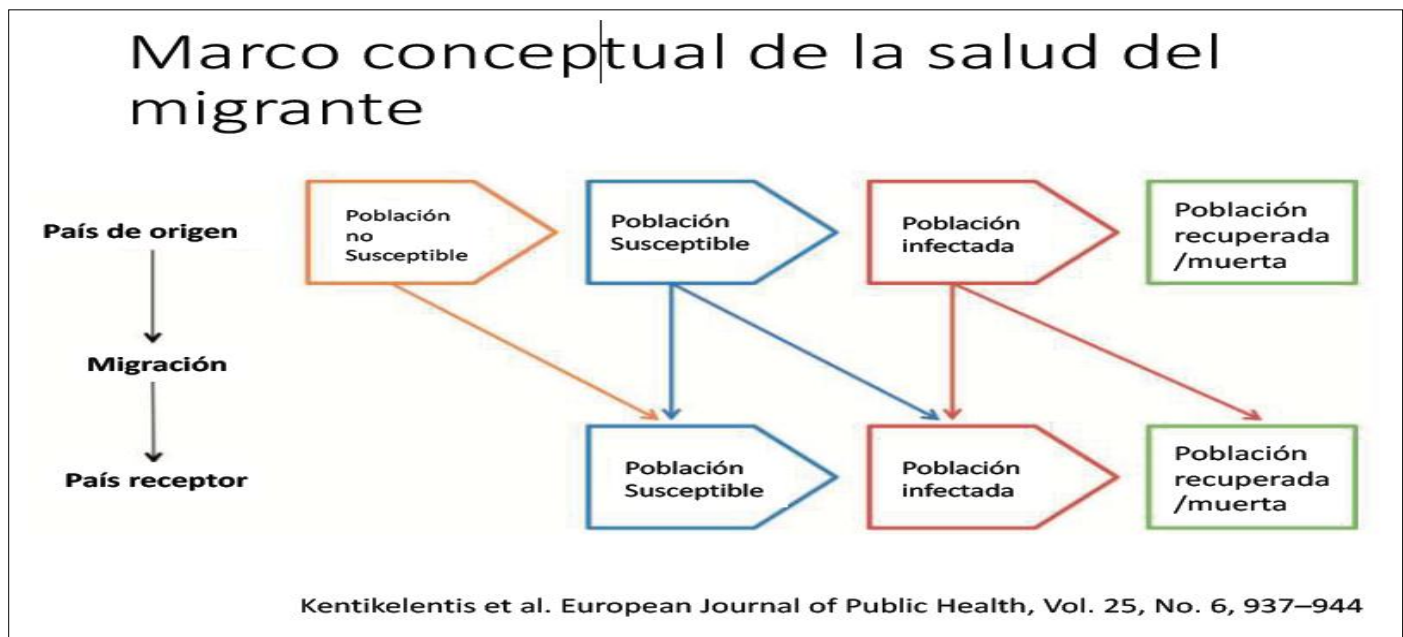 Marco conceptual de la salud del
migrante
País de origen
Migración
País receptor
Población
no
Susceptible
Población
Susceptible
Población
infectada
Población
recuperada
/muerta
Población
Susceptible
Población
infectada
Población
recuperada
/muerta
Kentikelentis et al. European Journal of Public Health, Vol. 25, No. 6, 937–944